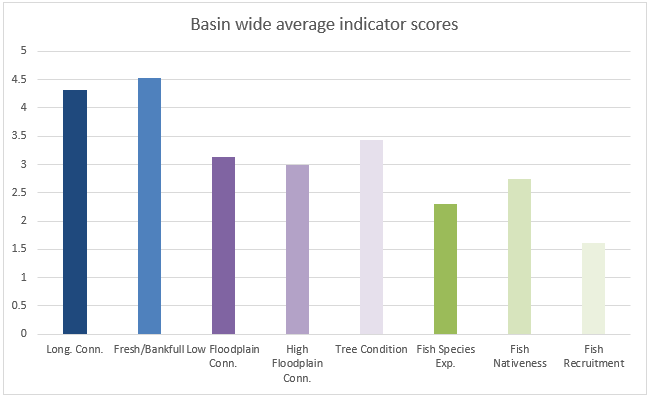 Basin wide average indicator scores
5
4.5
4
3.5
3
2.5
2
1.5
1
0.5
0
Long. Conn.
Fresh/Bankfull
Low Floodplain
Conn.
High
Floodplain
Conn.
Tree Condition
Fish Species
Exp.
Fish
Nativeness
Fish
Recruitment